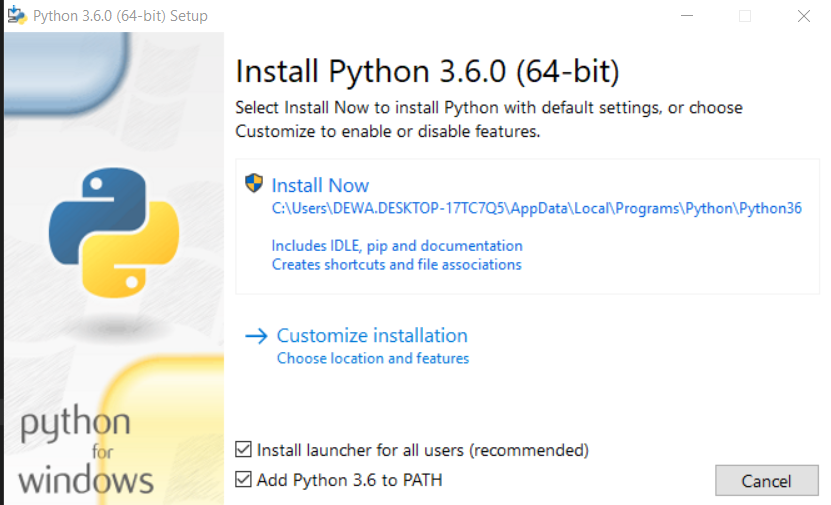 Python 3.6.0 (64-bit) Setup
Install Python 3.6.0 (64-bit)
Select Install Now to install Python with default settings, or choose
Customize to enable or disable features.
Install Now
C:\Users\DEWA.DESKTOP-17TC7Q5\AppData\Local\Programs\Python\Python36
Includes IDLE, pip and documentation
Creates shortcuts and file associations
Customize installation
Choose location and features
python
for
windows
Install launcher for all users (recommended)
Add Python 3.6 to PATH
Cancel